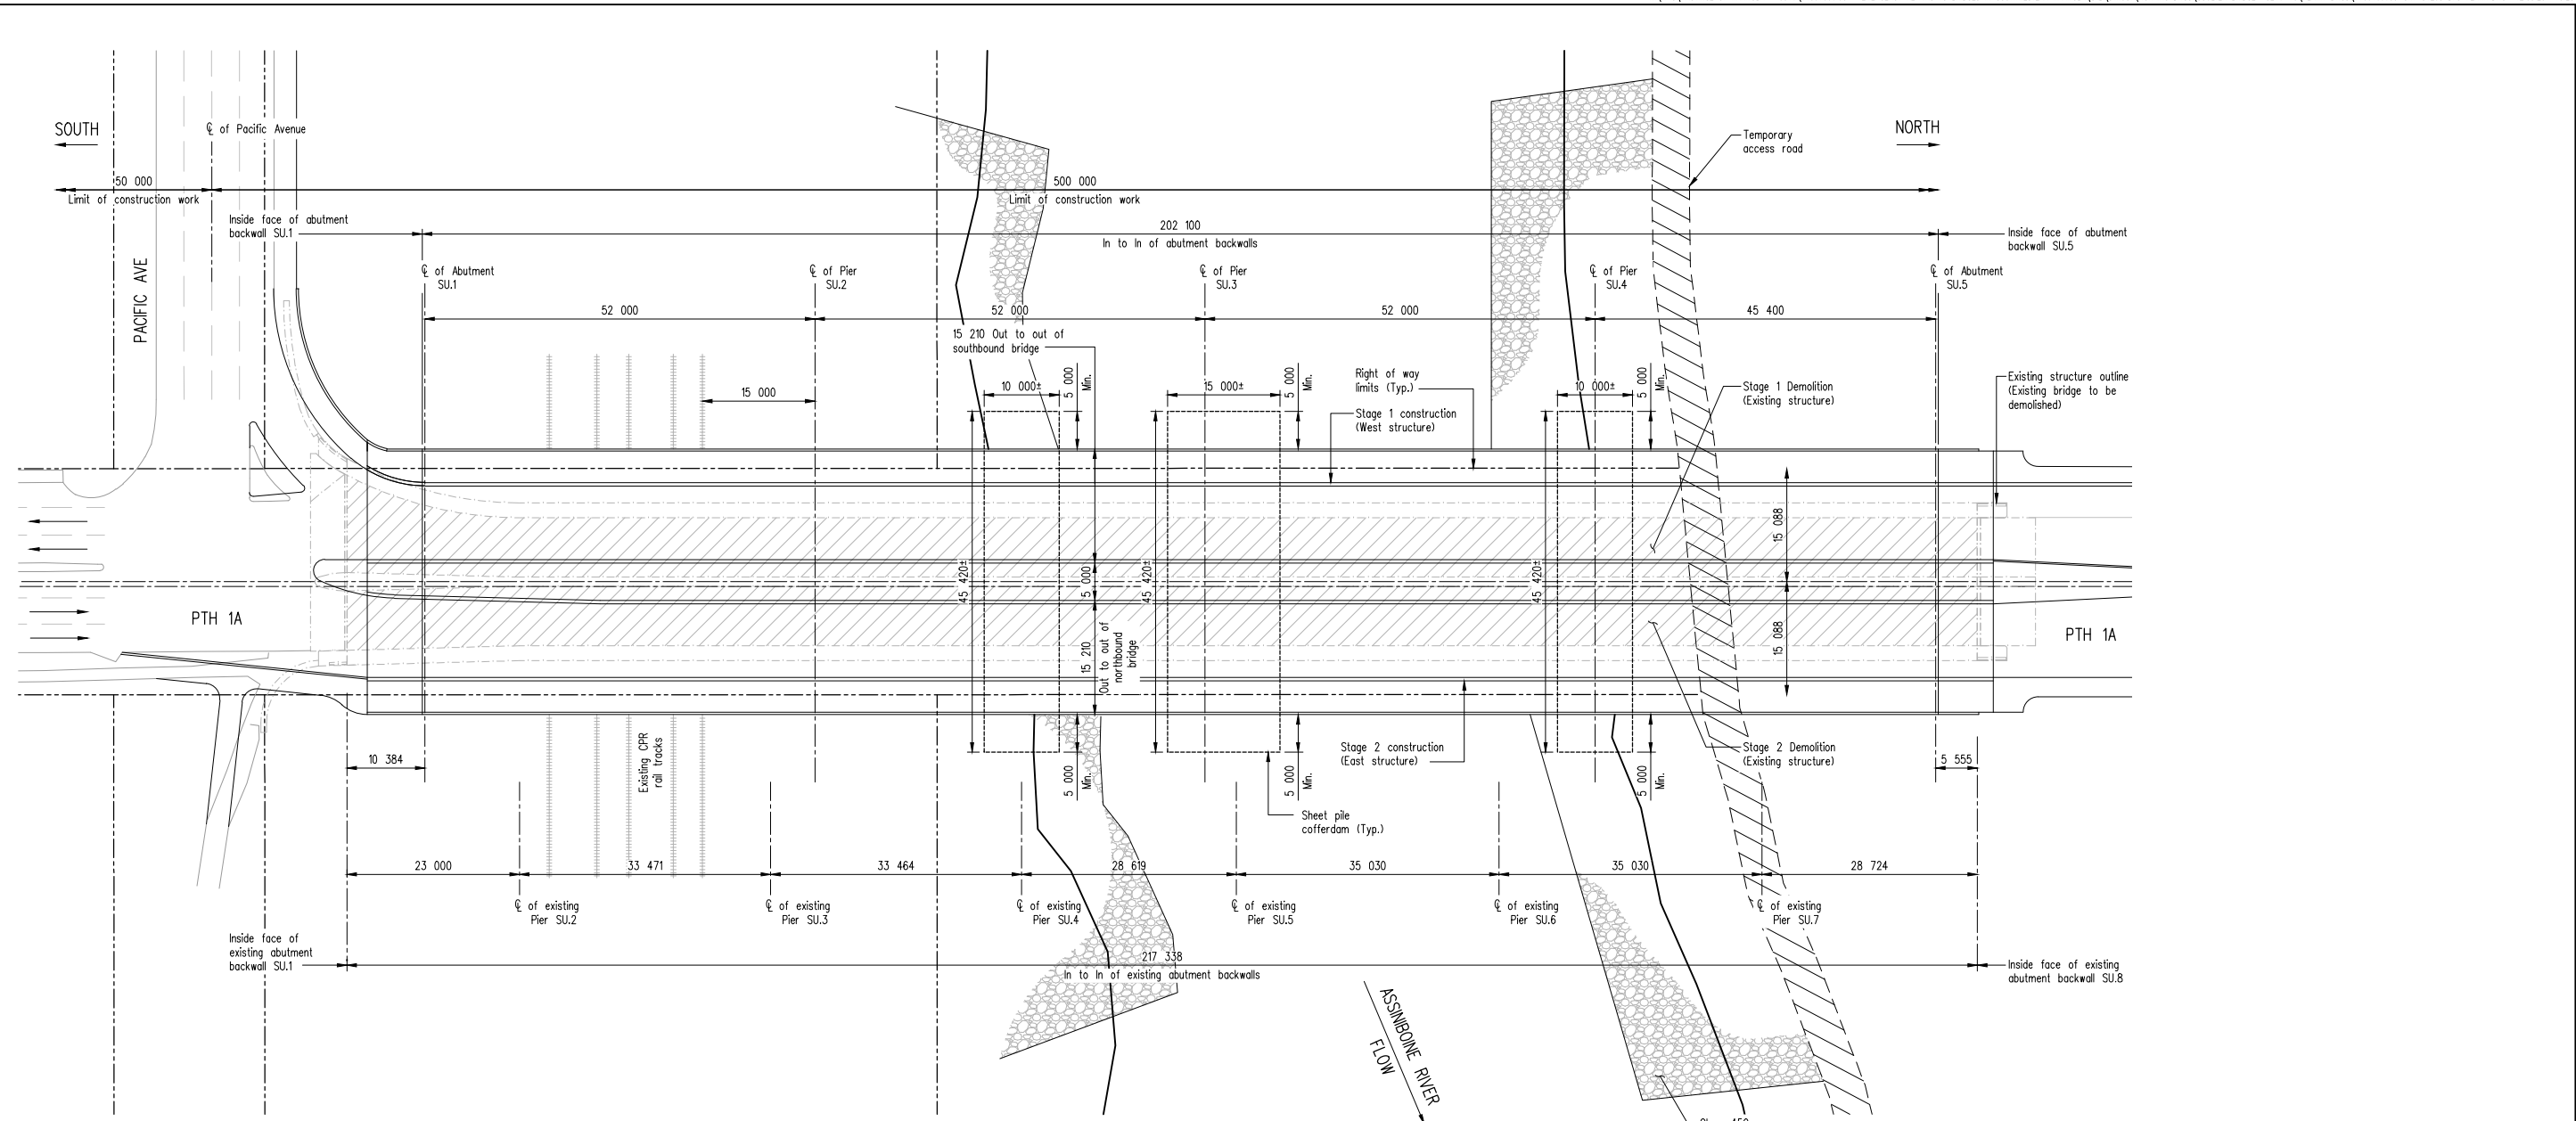 SOUTH
℄ of Pacific Avenue
NORTH
Temporary
access road
50 000
Limit of construction work
500 000
Limit of construction work
Inside face of abutment
backwall SU.1
202 100
In to In of abutment backwalls
Inside face of abutment
backwall SU.5
PACIFIC AVE
℄ of Abutment
SU.1
℄ of Pier
SU.2
℄ of Pier
SU.3
℄ of Pier
SU.4
℄ of Abutment
SU.5
52 000
52 000
52 000
45 400
15 210 Out to out of
southbound bridge
15 000
10 000±
5 000
Min.
15 000±
5 000
Min.
Right of way
limits (Typ.)
Stage 1 construction
(West structure)
10 000±
5 000
Min.
Stage 1 Demolition
(Existing structure)
Existing structure outline
(Existing bridge to be
demolished)
45 420±
5 000
45 420±
45 420±
15 088
15 088
PTH 1A
PTH 1A
15 210
Out to out of
northbound
bridge
10 384
Existing CPR
rail tracks
5 000
Min.
5 000
Min.
Stage 2 construction
(East structure)
5 000
Min.
Stage 2 Demolition
(Existing structure)
5 555
Sheet pile
cofferdam (Typ.)
23 000
33 471
33 464
28 619
35 030
35 030
28 724
℄ of existing
Pier SU.2
℄ of existing
Pier SU.3
℄ of existing
Pier SU.4
℄ of existing
Pier SU.5
℄ of existing
Pier SU.6
℄ of existing
Pier SU.7
Inside face of
existing abutment
backwall SU.1
217 338
In to In of existing abutment backwalls
Inside face of existing
abutment backwall SU.8
ASSINIBOINE RIVER
FLOW